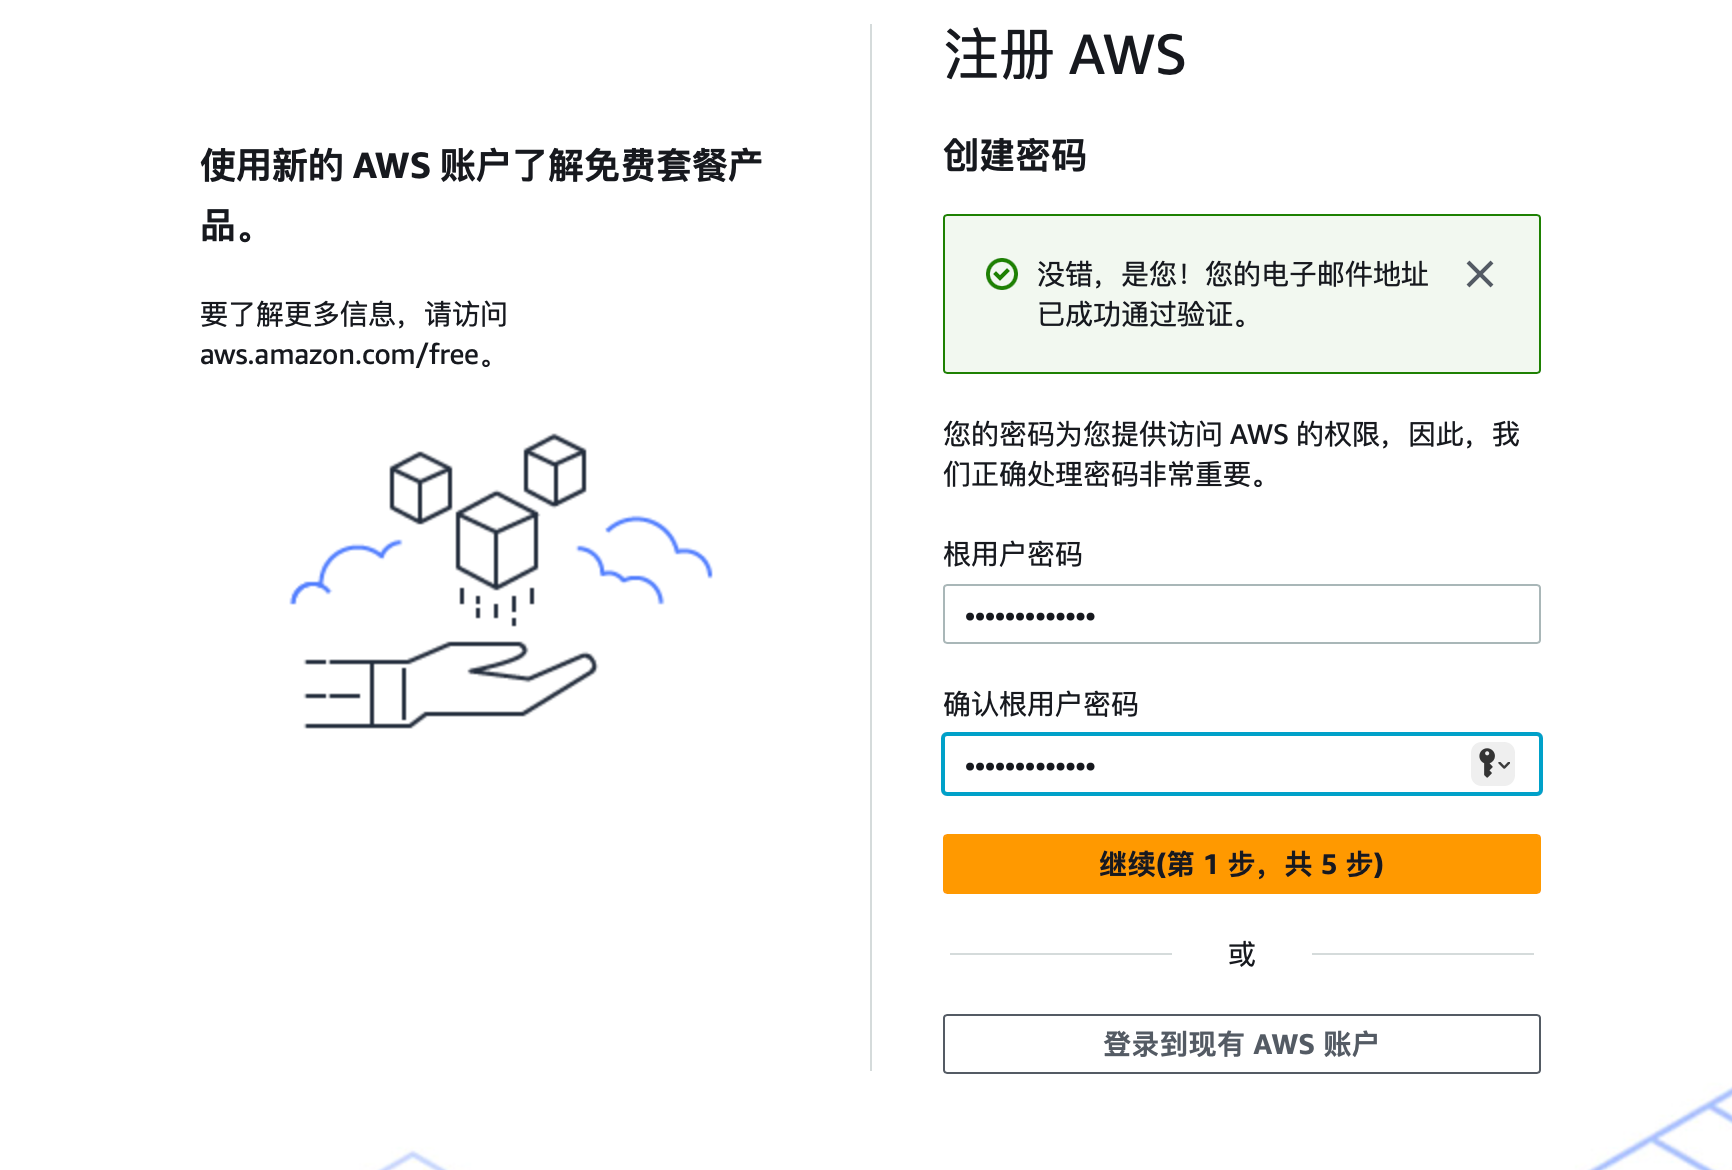 使用新的 AWS 账户了解免费套餐产
品。
要了解更多信息，请访问
aws.amazon.com/free。
注册 AWS
创建密码
没错，是您！您的电子邮件地址
已成功通过验证。
您的密码为您提供访问 AWS 的权限，因此，我
们正确处理密码非常重要。
根用户密码
•••••••••••••
确认根用户密码
•••••••••••••
继续(第 1 步，共 5 步)
或
登录到现有 AWS 账户